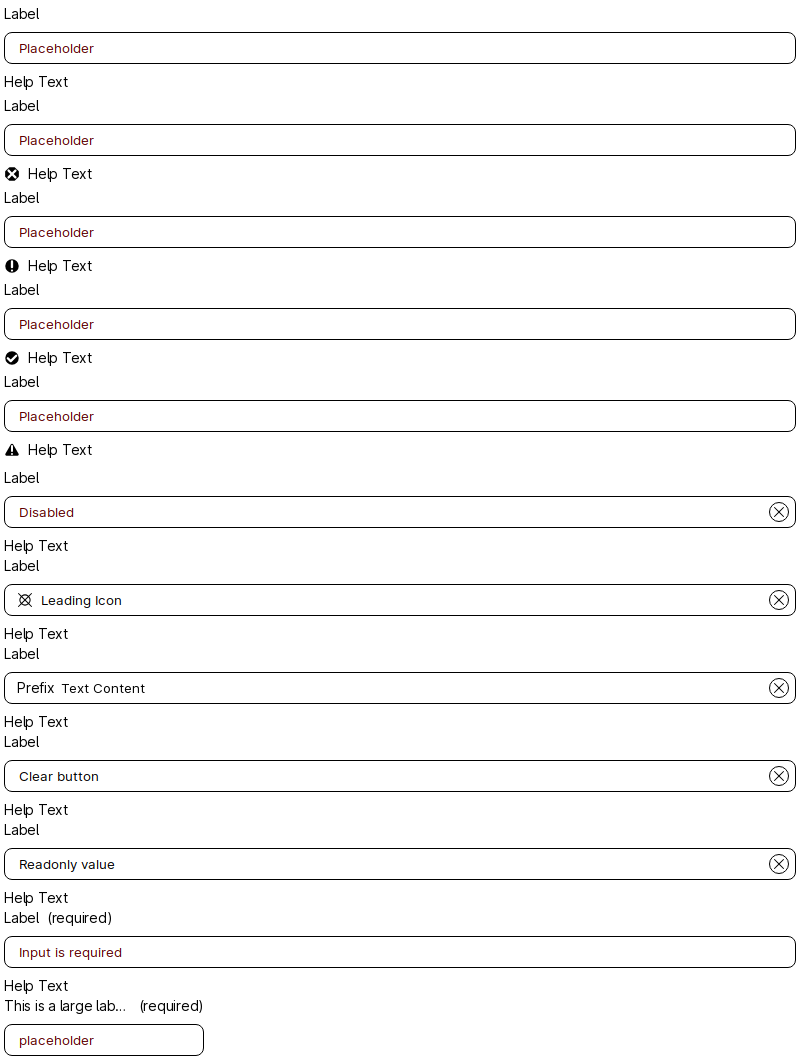 Label
Placeholder
Help Text
Label
Placeholder
Help Text
Label
Placeholder
Help Text
Label
Placeholder
Help Text
Label
Placeholder
Help Text
Label
Disabled
Help Text
Label
Leading Icon
Help Text
Label
Prefix Text Content
Help Text
Label
Clear button
Help Text
Label
Readonly value
Help Text
Label (required)
Input is required
Help Text
This is a large lab... (required)
placeholder